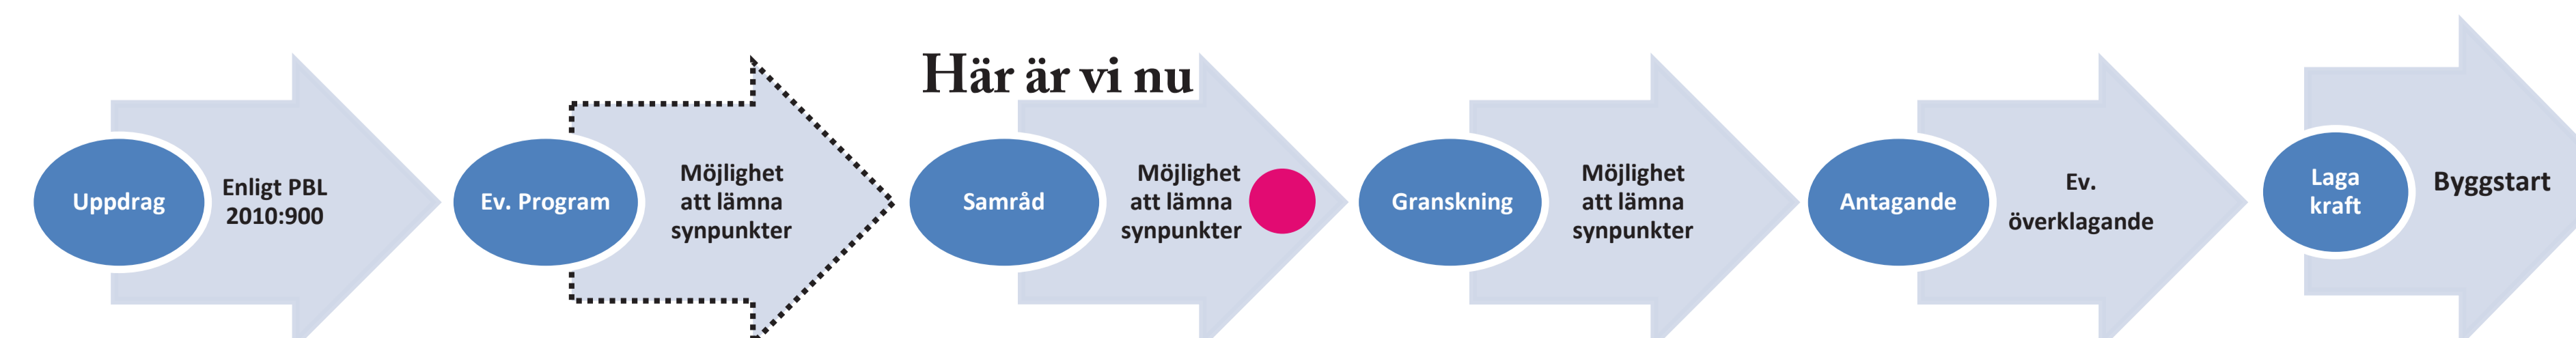 Här är vi nu
Uppdrag
Enligt PBL
2010:900
Ev. Program
Möjlighet
att lämna
synpunkter
Samråd
Möjlighet
att lämna
synpunkter
Granskning
Möjlighet
att lämna
synpunkter
Antagande
Ev.
överklagande
Laga
kraft
Byggstart